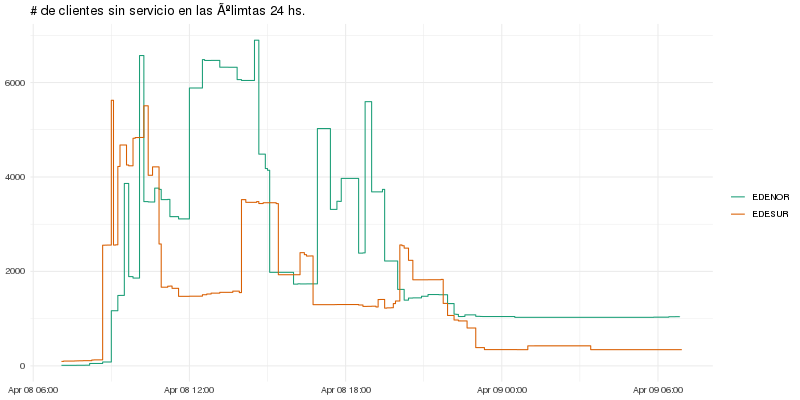 # de clientes sin servicio en las Ãºlimtas 24 hs.
6000
4000
2000
0
Apr 08 06:00
Apr 08 12:00
Apr 08 18:00
Apr 09 00:00
Apr 09 06:00
EDENOR
EDESUR